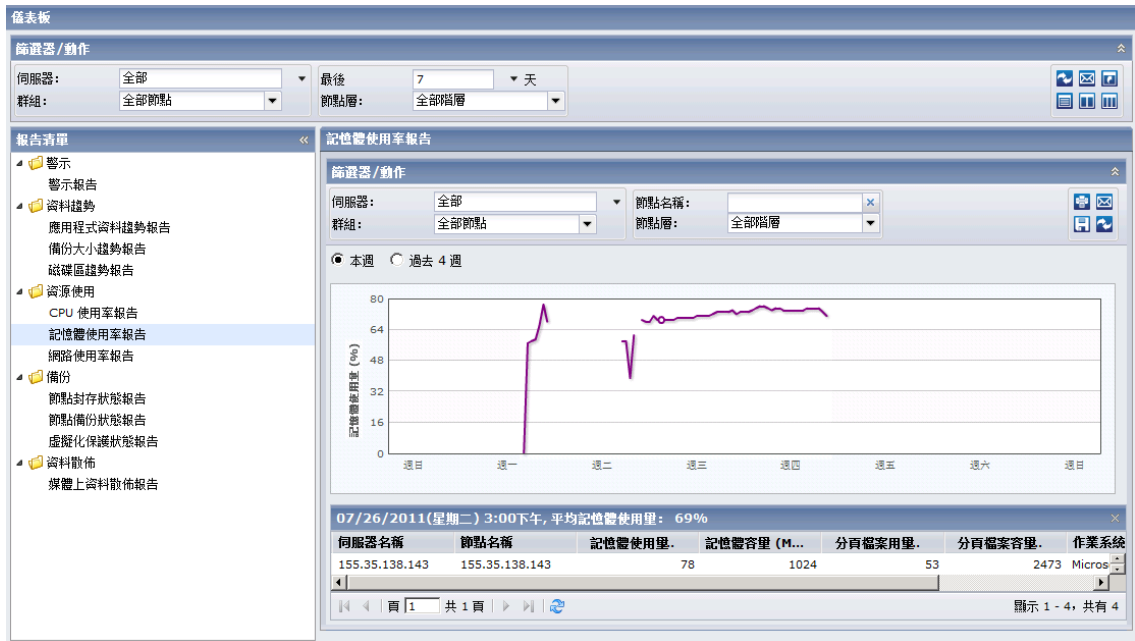 儀表板
篩選器/動作
伺服器: 全部 最後 7 天
群組: 全部節點 節點層: 全部階層
報告清單
警示
警示報告
資料趨勢
應用程式資料趨勢報告
備份大小趨勢報告
磁碟區趨勢報告
資源使用
CPU 使用率報告
記憶體使用率報告
網路使用率報告
備份
節點封存狀態報告
節點備份狀態報告
虛擬化保護狀態報告
資料散佈
媒體上資料散佈報告
記憶體使用率報告
篩選器/動作
伺服器: 全部 節點名稱:
群組: 全部節點 節點層: 全部階層
本週 過去 4 週
記憶體使用量 (%)
80
64
48
32
16
0
週日 週一 週二 週三 週四 週五 週六 週日
07/26/2011(星期二) 3:00下午, 平均記憶體使用量: 69%
伺服器名稱 節點名稱 記憶體使用量. 記憶體容量 (M... 分頁檔案用量. 分頁檔案容量. 作業系統
155.35.138.143 155.35.138.143 78 1024 53 2473 Micros
頁 1 共 1 頁 顯示 1 - 4, 共有 4